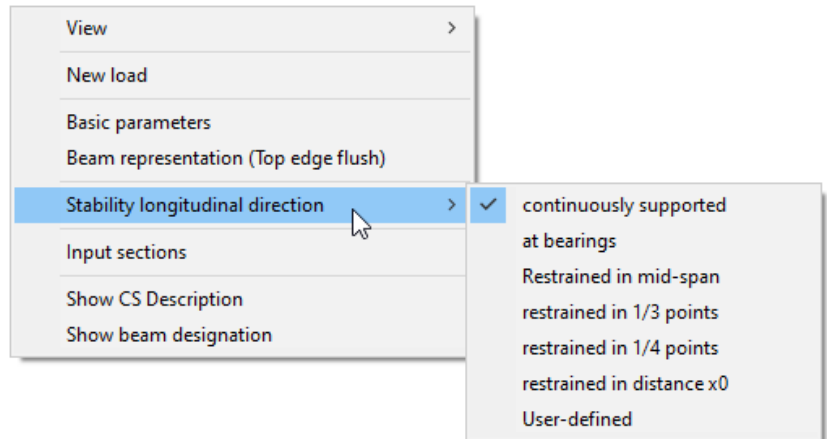 View
New load
Basic parameters
Beam representation (Top edge flush)
Stability longitudinal direction
Input sections
Show CS Description
Show beam designation
continuously supported
at bearings
Restrained in mid-span
restrained in 1/3 points
restrained in 1/4 points
restrained in distance x0
User-defined